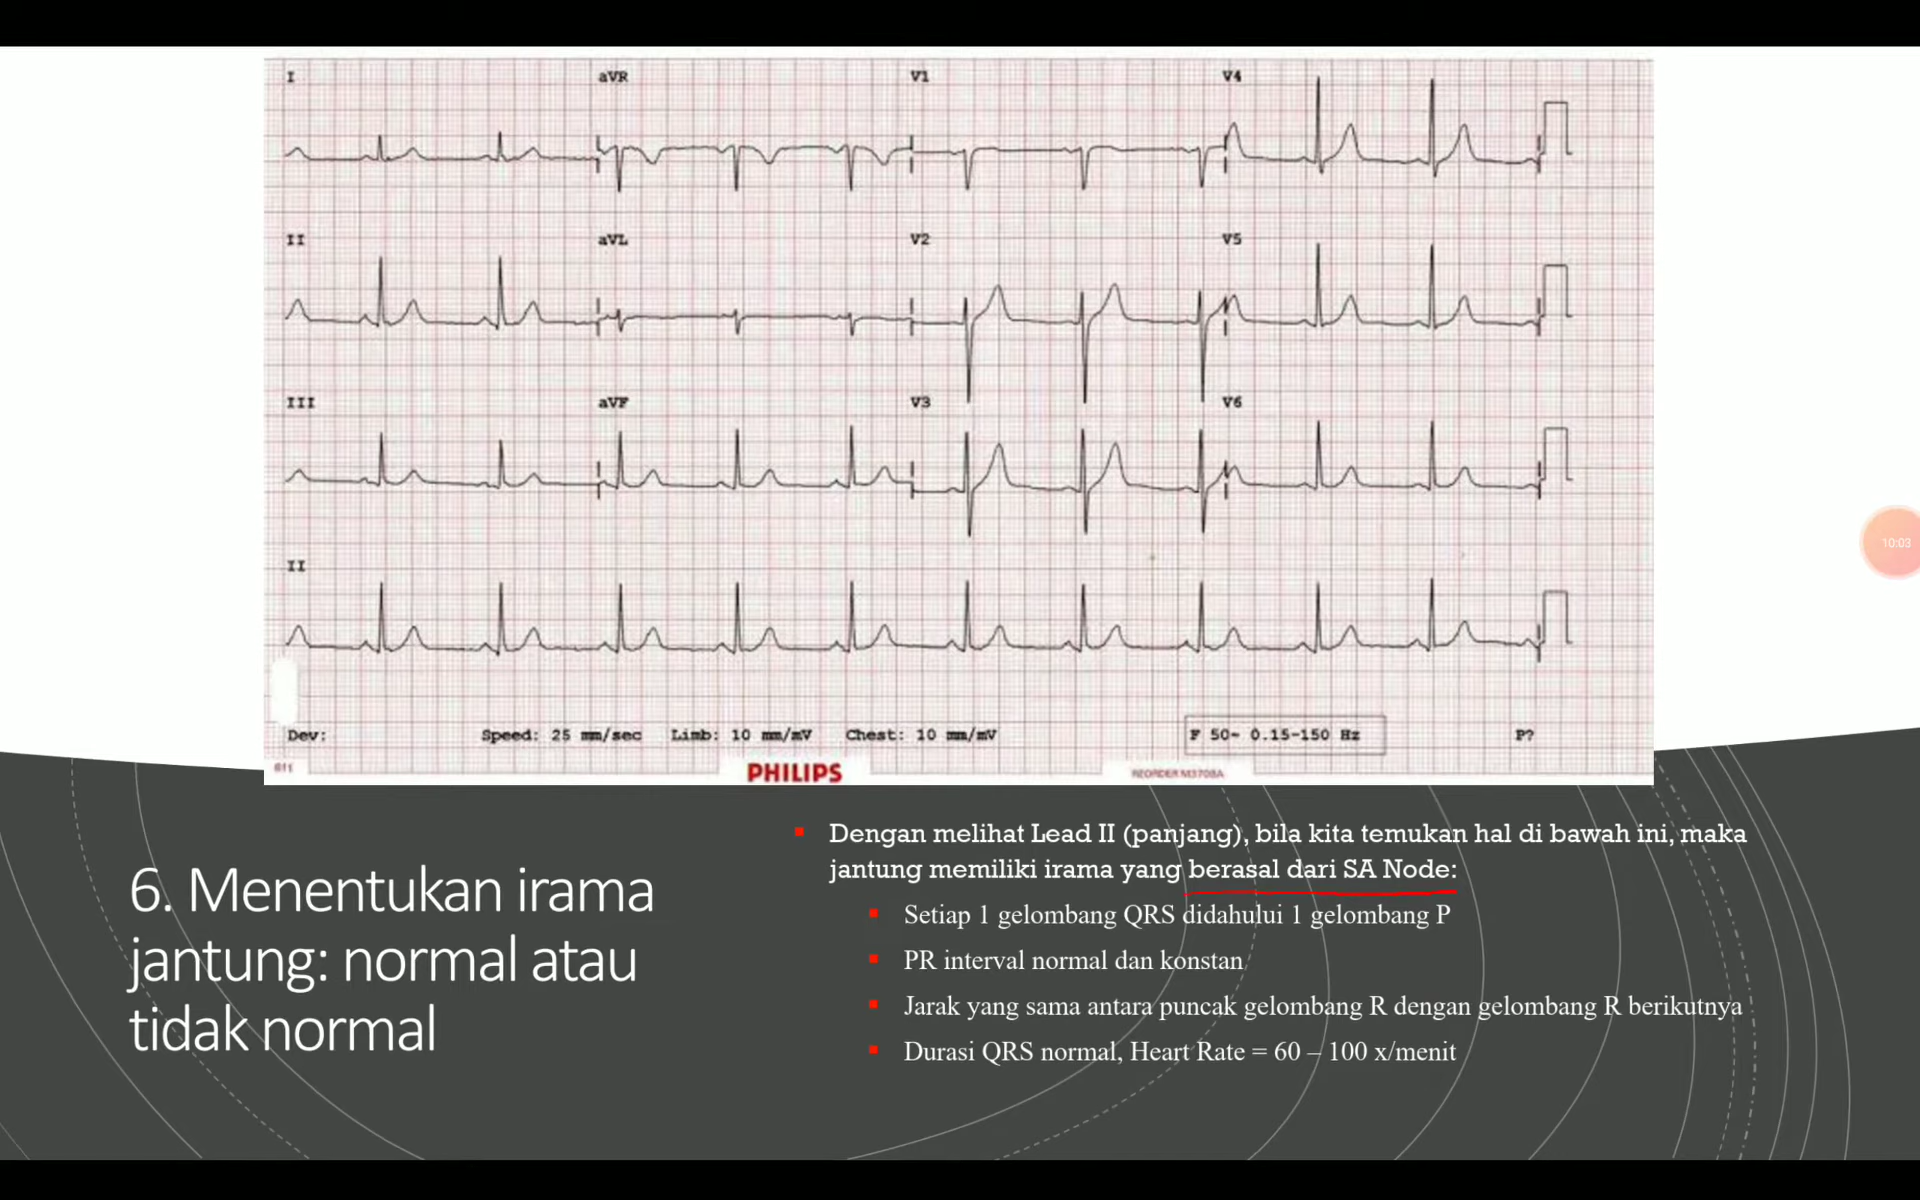 I aVR V1 V4
II aVL V2 V5
III aVF V3 V6
II
Dev: Speed: 25 mm/sec Limb: 10 mm/mV Chest: 10 mm/mV F 50~ 0.15-150 Hz P?
PHILIPS REORDER M3708A
10:03
6. Menentukan irama
jantung: normal atau
tidak normal
Dengan melihat Lead II (panjang), bila kita temukan hal di bawah ini, maka
jantung memiliki irama yang berasal dari SA Node:
Setiap 1 gelombang QRS didahului 1 gelombang P
PR interval normal dan konstan
Jarak yang sama antara puncak gelombang R dengan gelombang R berikutnya
Durasi QRS normal, Heart Rate = 60 – 100 x/menit